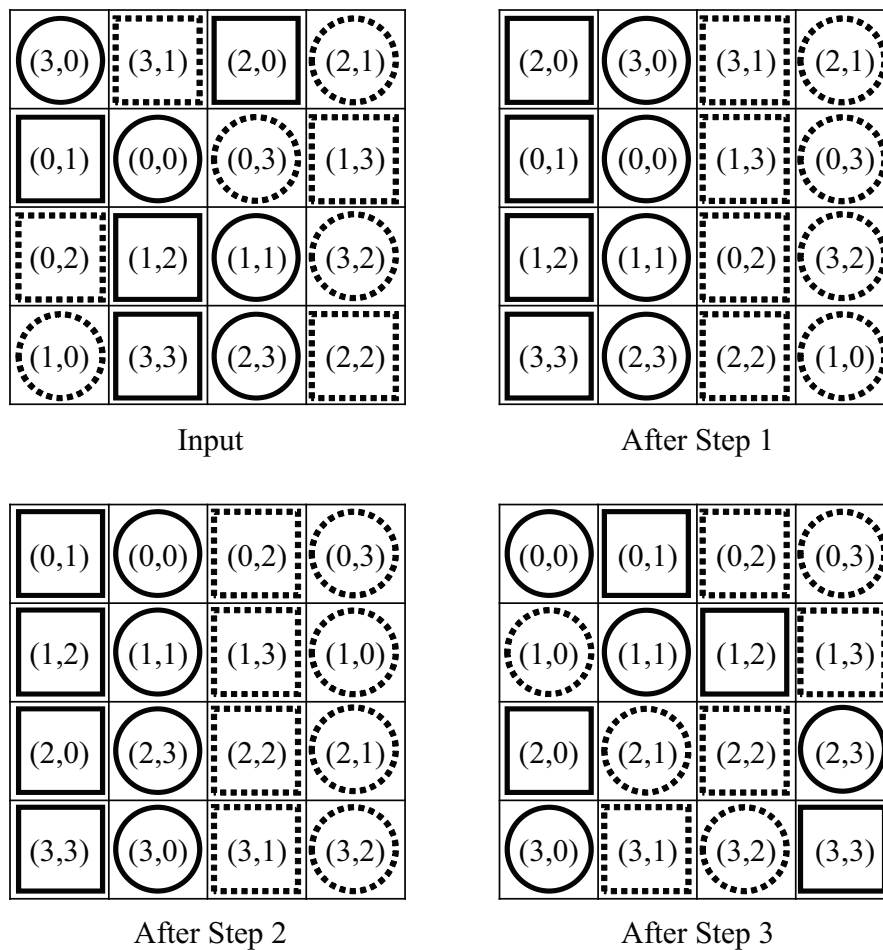 (3,0) (3,1) (2,0) (2,1)
(0,1) (0,0) (0,3) (1,3)
(0,2) (1,2) (1,1) (3,2)
(1,0) (3,3) (2,3) (2,2)
Input
(2,0) (3,0) (3,1) (2,1)
(0,1) (0,0) (1,3) (0,3)
(1,2) (1,1) (0,2) (3,2)
(3,3) (2,3) (2,2) (1,0)
After Step 1
(0,1) (0,0) (0,2) (0,3)
(1,2) (1,1) (1,3) (1,0)
(2,0) (2,3) (2,2) (2,1)
(3,3) (3,0) (3,1) (3,2)
After Step 2
(0,0) (0,1) (0,2) (0,3)
(1,0) (1,1) (1,2) (1,3)
(2,0) (2,1) (2,2) (2,3)
(3,0) (3,1) (3,2) (3,3)
After Step 3